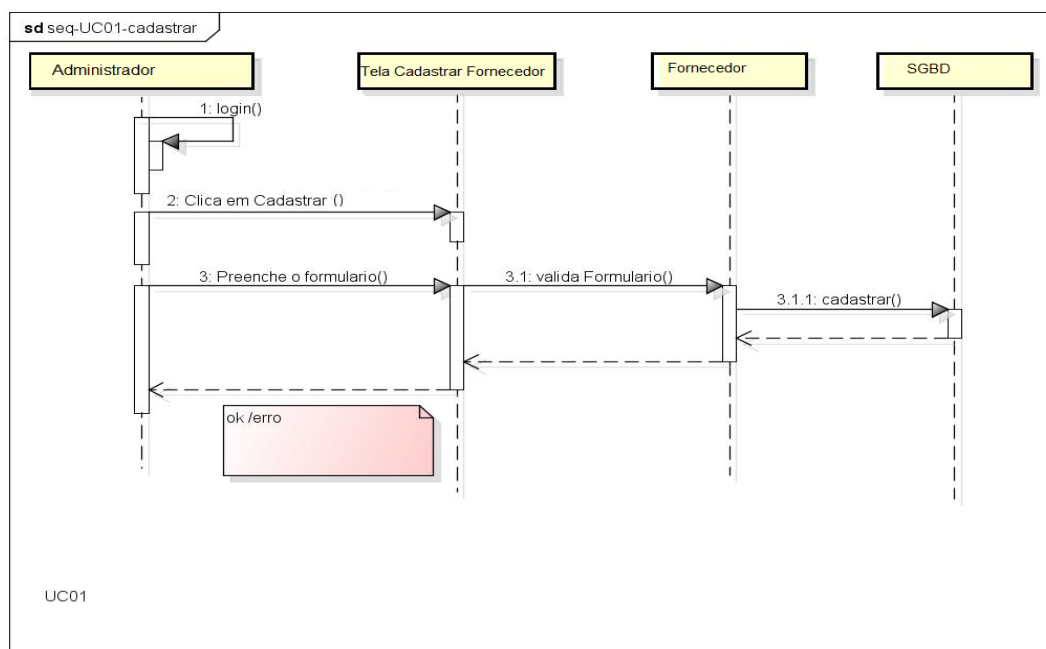 sd seq-UC01-cadastrar
Administrador
Tela Cadastrar Fornecedor
Fornecedor
SGBD
1: login()
2: Clica em Cadastrar ()
3: Preenche o formulario()
3.1: valida Formulario()
3.1.1: cadastrar()
ok /erro
UC01